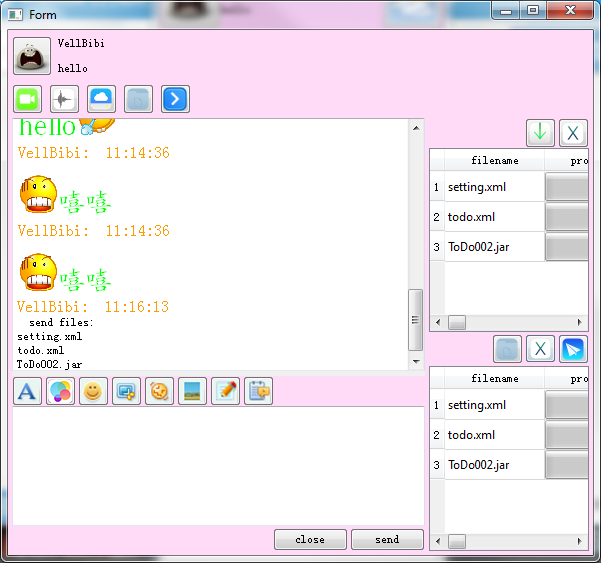 Form
VellBibi
hello
hello
VellBibi: 11:14:36
嘻嘻
VellBibi: 11:14:36
嘻嘻
VellBibi: 11:16:13
send files:
setting.xml
todo.xml
ToDo002.jar
close
send
X
filename pro
1 setting.xml
2 todo.xml
3 ToDo002.jar
X
filename pro
1 setting.xml
2 todo.xml
3 ToDo002.jar